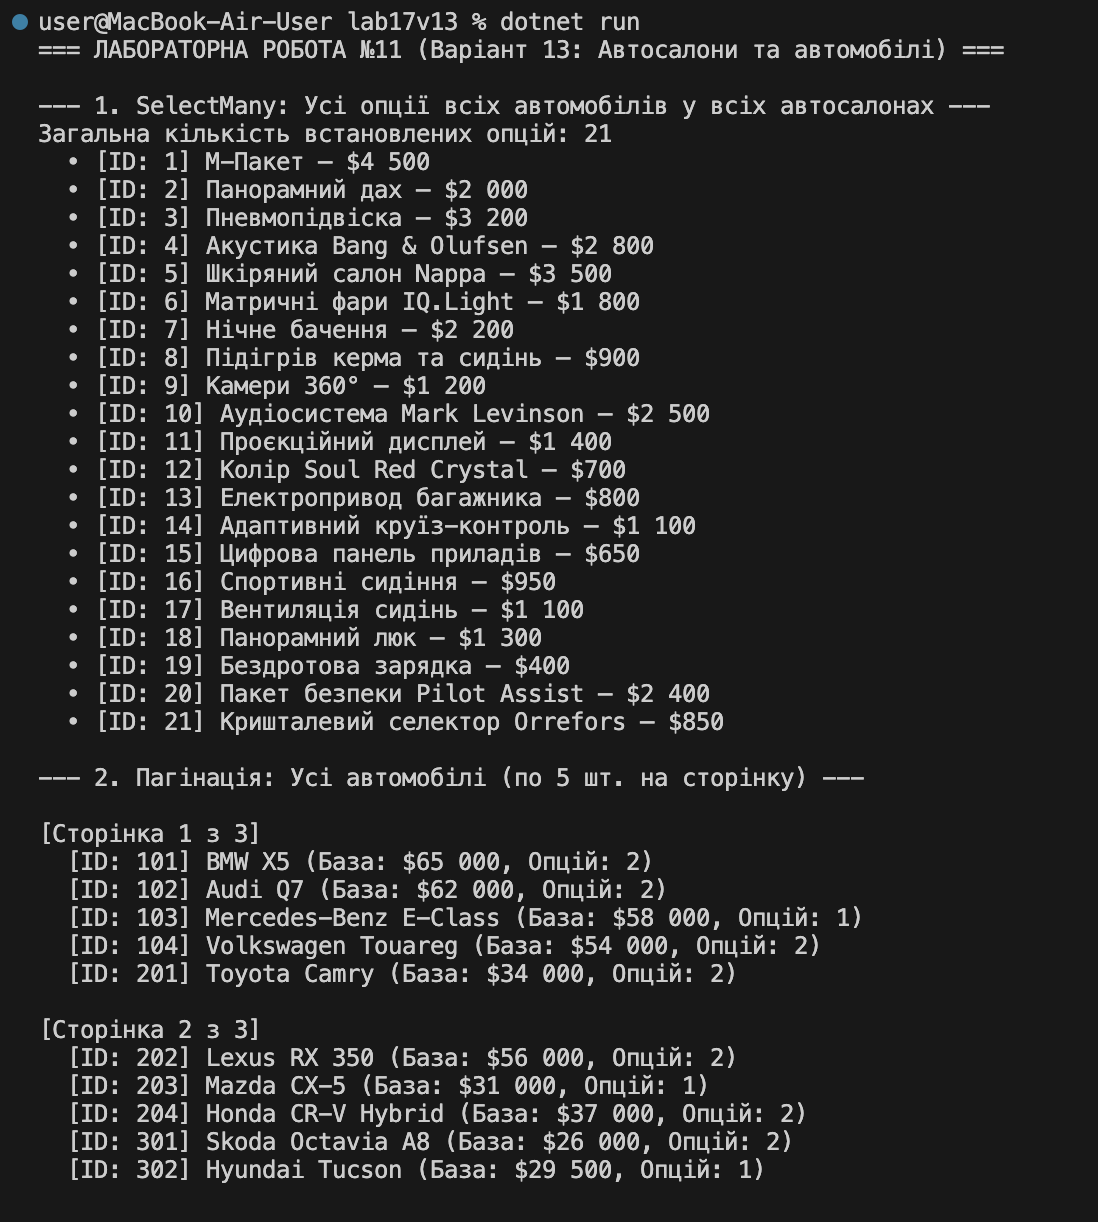 user@MacBook-Air-User lab17v13 % dotnet run
=== ЛАБОРАТОРНА РОБОТА №11 (Варіант 13: Автосалони та автомобілі) ===
--- 1. SelectMany: Усі опції всіх автомобілів у всіх автосалонах ---
Загальна кількість встановлених опцій: 21
• [ID: 1] М-Пакет — $4 500
• [ID: 2] Панорамний дах — $2 000
• [ID: 3] Пневмопідвіска — $3 200
• [ID: 4] Акустика Bang & Olufsen — $2 800
• [ID: 5] Шкіряний салон Nappa — $3 500
• [ID: 6] Матричні фари IQ.Light — $1 800
• [ID: 7] Нічне бачення — $2 200
• [ID: 8] Підігрів керма та сидінь — $900
• [ID: 9] Камери 360° — $1 200
• [ID: 10] Аудіосистема Mark Levinson — $2 500
• [ID: 11] Проєкційний дисплей — $1 400
• [ID: 12] Колір Soul Red Crystal — $700
• [ID: 13] Електропривод багажника — $800
• [ID: 14] Адаптивний круїз-контроль — $1 100
• [ID: 15] Цифрова панель приладів — $650
• [ID: 16] Спортивні сидіння — $950
• [ID: 17] Вентиляція сидінь — $1 100
• [ID: 18] Панорамний люк — $1 300
• [ID: 19] Бездротова зарядка — $400
• [ID: 20] Пакет безпеки Pilot Assist — $2 400
• [ID: 21] Кришталевий селектор Orrefors — $850
--- 2. Пагінація: Усі автомобілі (по 5 шт. на сторінку) ---
[Сторінка 1 з 3]
[ID: 101] BMW X5 (База: $65 000, Опцій: 2)
[ID: 102] Audi Q7 (База: $62 000, Опцій: 2)
[ID: 103] Mercedes-Benz E-Class (База: $58 000, Опцій: 1)
[ID: 104] Volkswagen Touareg (База: $54 000, Опцій: 2)
[ID: 201] Toyota Camry (База: $34 000, Опцій: 2)
[Сторінка 2 з 3]
[ID: 202] Lexus RX 350 (База: $56 000, Опцій: 2)
[ID: 203] Mazda CX-5 (База: $31 000, Опцій: 1)
[ID: 204] Honda CR-V Hybrid (База: $37 000, Опцій: 2)
[ID: 301] Skoda Octavia A8 (База: $26 000, Опцій: 2)
[ID: 302] Hyundai Tucson (База: $29 500, Опцій: 1)